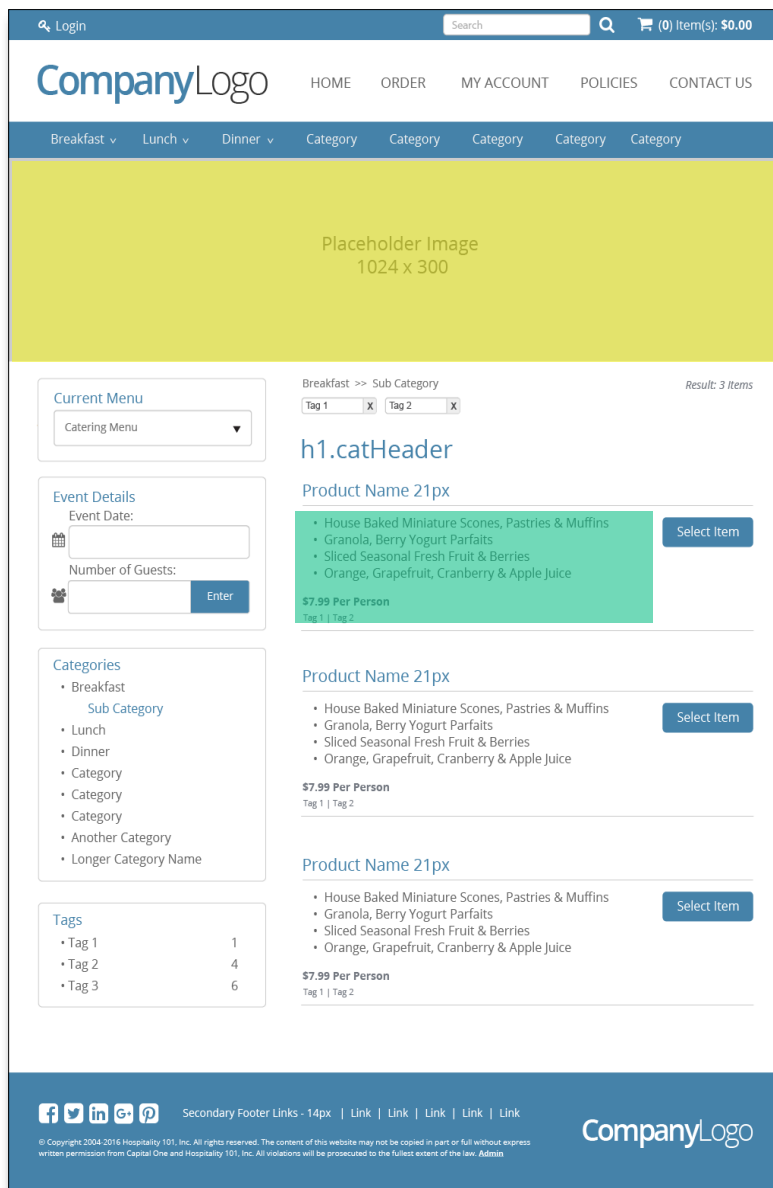 Login
Search
(0) Item(s): $0.00
CompanyLogo
HOME ORDER MY ACCOUNT POLICIES CONTACT US
Breakfast v Lunch v Dinner v Category Category Category Category Category
Placeholder Image
1024 x 300
Current Menu
Catering Menu
Event Details
Event Date:
Number of Guests:
Enter
Categories
• Breakfast
Sub Category
• Lunch
• Dinner
• Category
• Category
• Category
• Another Category
• Longer Category Name
Tags
• Tag 1 1
• Tag 2 4
• Tag 3 6
Breakfast >> Sub Category
Result: 3 Items
Tag 1 X Tag 2 X
h1.catHeader
Product Name 21px
• House Baked Miniature Scones, Pastries & Muffins
• Granola, Berry Yogurt Parfaits
• Sliced Seasonal Fresh Fruit & Berries
• Orange, Grapefruit, Cranberry & Apple Juice
$7.99 Per Person
Tag 1 | Tag 2
Select Item
Product Name 21px
• House Baked Miniature Scones, Pastries & Muffins
• Granola, Berry Yogurt Parfaits
• Sliced Seasonal Fresh Fruit & Berries
• Orange, Grapefruit, Cranberry & Apple Juice
$7.99 Per Person
Tag 1 | Tag 2
Select Item
Product Name 21px
• House Baked Miniature Scones, Pastries & Muffins
• Granola, Berry Yogurt Parfaits
• Sliced Seasonal Fresh Fruit & Berries
• Orange, Grapefruit, Cranberry & Apple Juice
$7.99 Per Person
Tag 1 | Tag 2
Select Item
Secondary Footer Links - 14px | Link | Link | Link | Link | Link
© Copyright 2004-2016 Hospitality 101, Inc. All rights reserved. The content of this website may not be copied in part or full without express
written permission from Capital One and Hospitality 101, Inc. All violations will be prosecuted to the fullest extent of the law. Admin
CompanyLogo